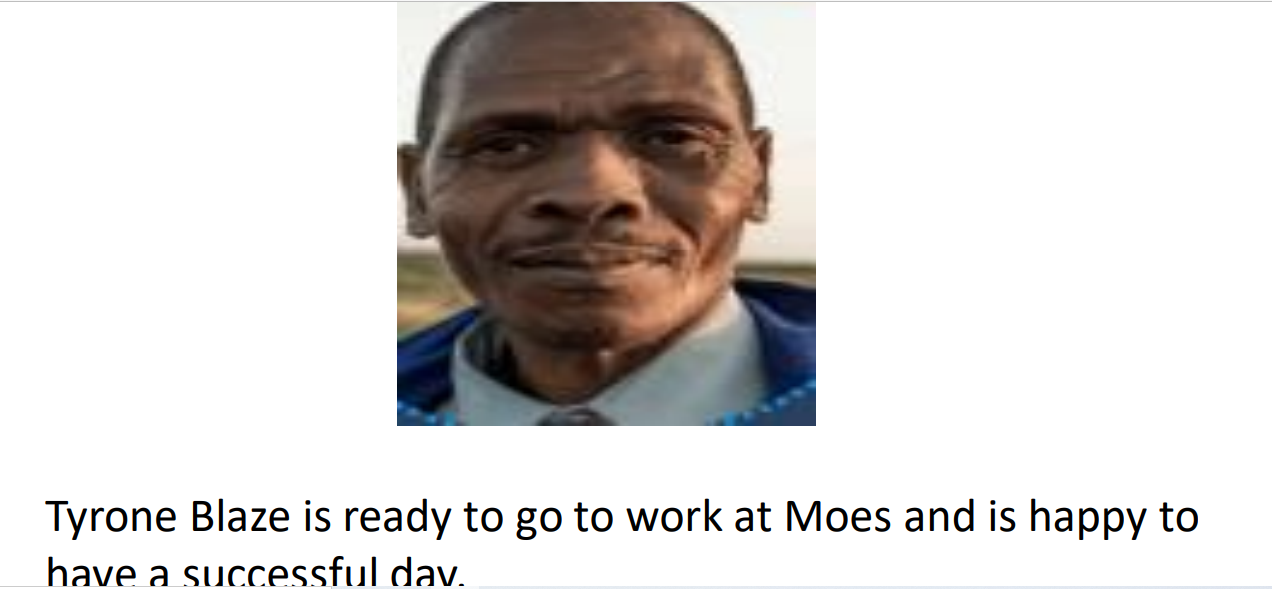 Tyrone Blaze is ready to go to work at Moes and is happy to
have a successful day.